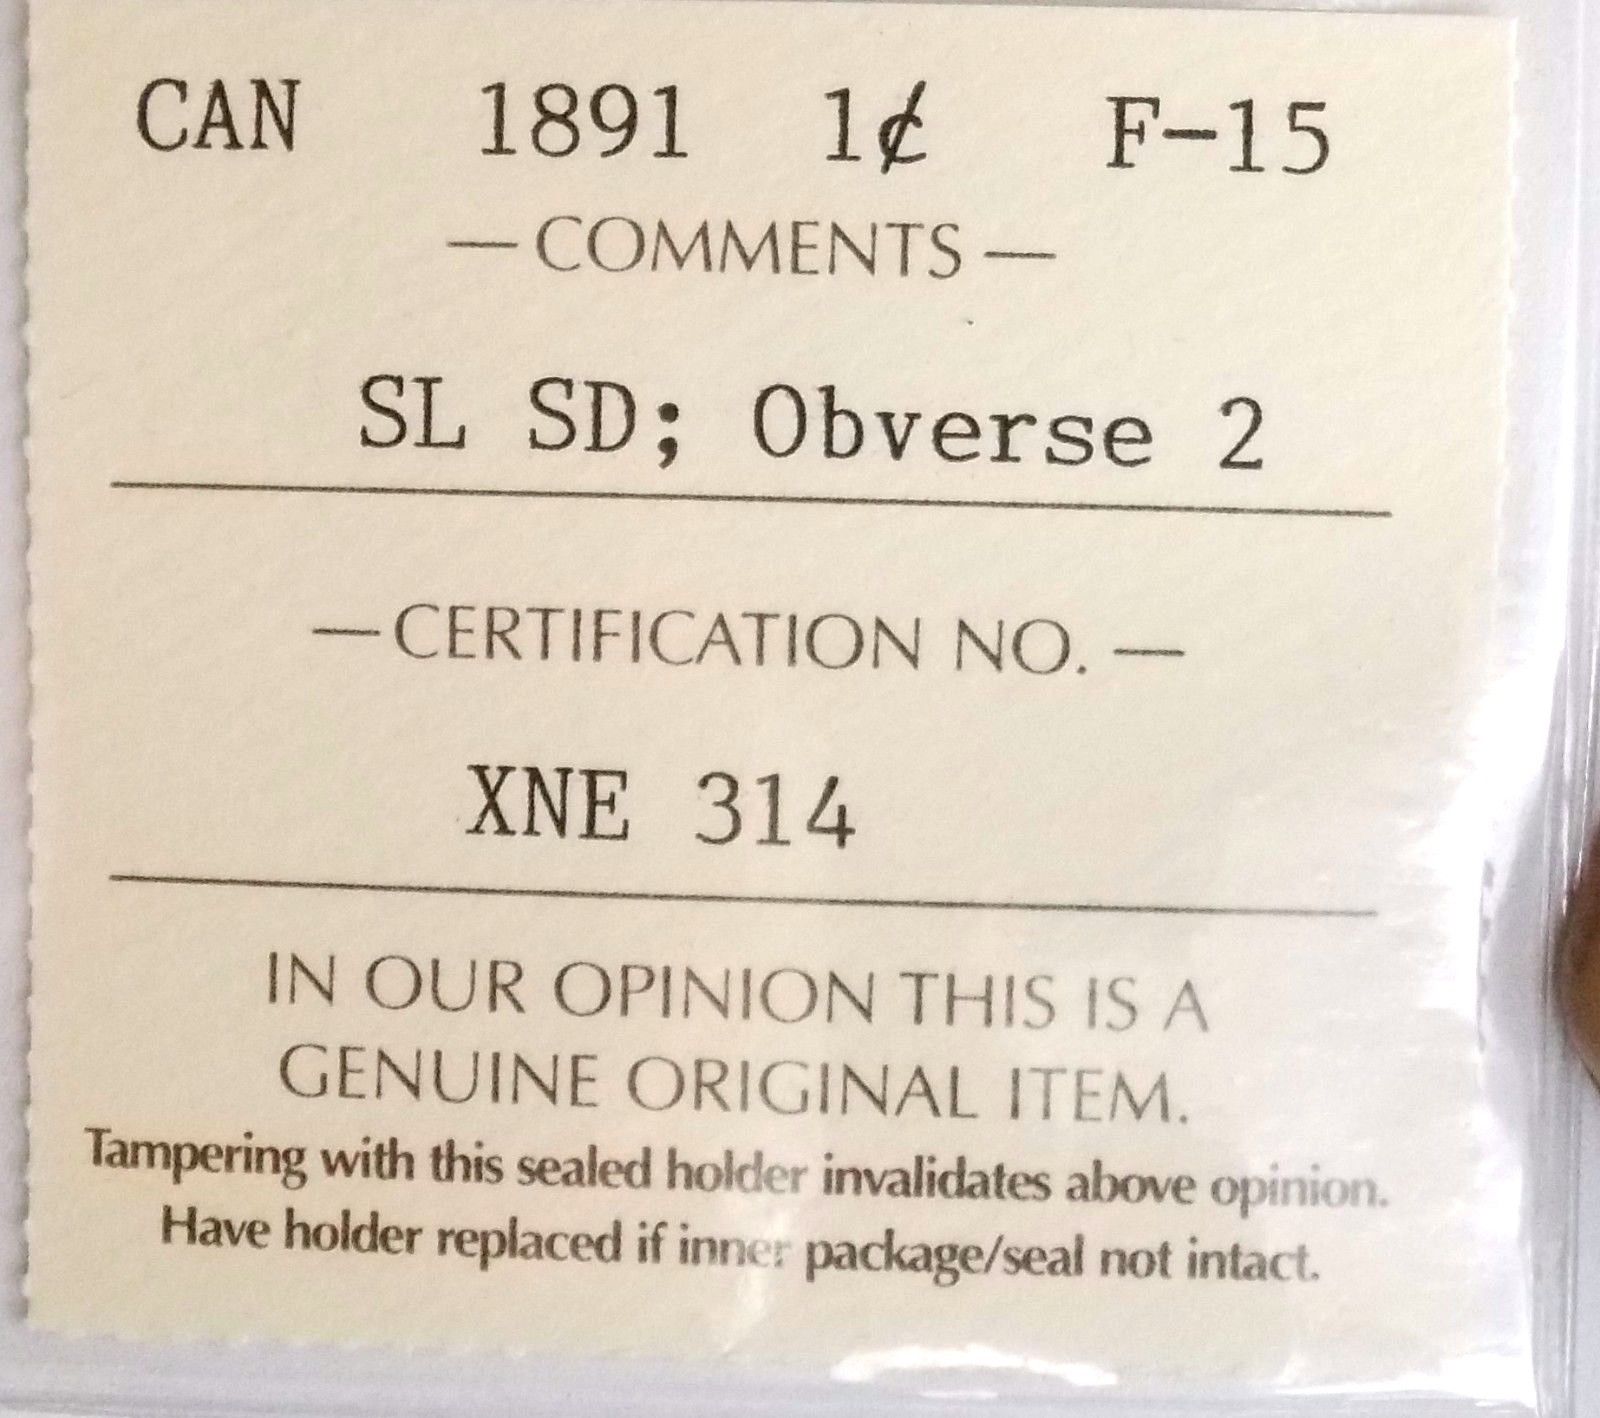 CAN 1891 1¢ F-15
—COMMENTS—
SL SD; Obverse 2
—CERTIFICATION NO.—
XNE 314
IN OUR OPINION THIS IS A
GENUINE ORIGINAL ITEM.
Tampering with this sealed holder invalidates above opinion.
Have holder replaced if inner package/seal not intact.